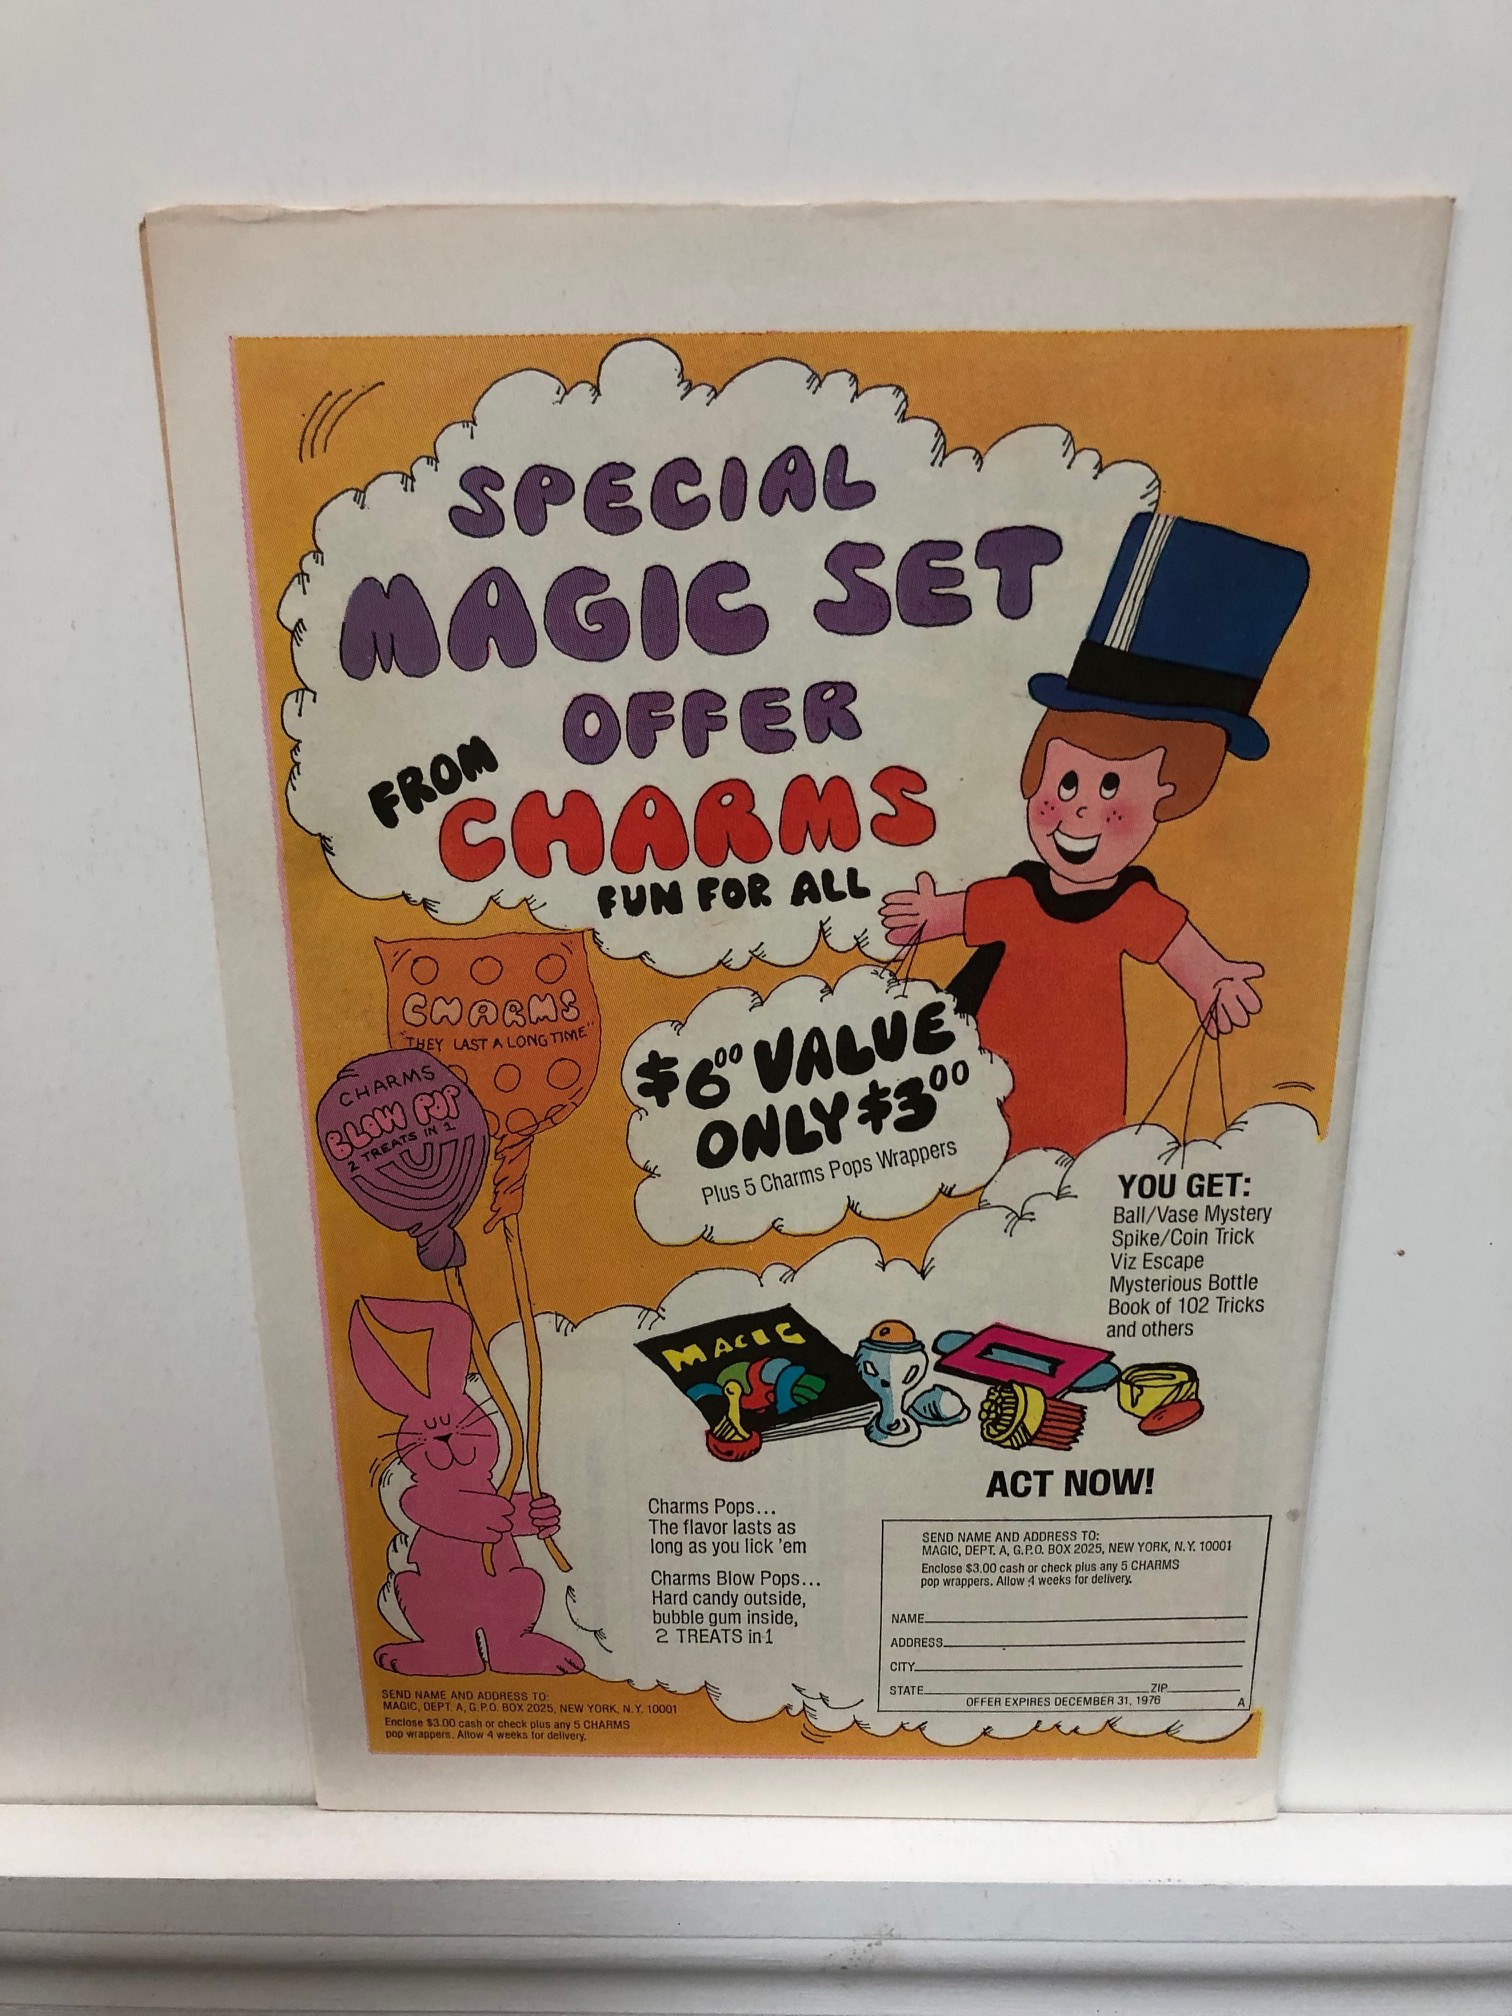 SPECIAL
MAGIC SET
OFFER
FROM
CHARMS
FUN FOR ALL
CHARMS
"THEY LAST A LONG TIME"
CHARMS
BLOW POP
2 TREATS IN 1
$6.00 VALUE
ONLY $3.00
Plus 5 Charms Pops Wrappers
YOU GET:
Ball/Vase Mystery
Spike/Coin Trick
Viz Escape
Mysterious Bottle
Book of 102 Tricks
and others
MAGIC
ACT NOW!
Charms Pops...
The flavor lasts as
long as you lick 'em
Charms Blow Pops...
Hard candy outside,
bubble gum inside,
2 TREATS in 1
SEND NAME AND ADDRESS TO:
MAGIC, DEPT. A, G.P.O. BOX 2025, NEW YORK, N.Y. 10001
Enclose $3.00 cash or check plus any 5 CHARMS
pop wrappers. Allow 4 weeks for delivery.
NAME
ADDRESS
CITY
STATE ZIP
OFFER EXPIRES DECEMBER 31, 1976 A
SEND NAME AND ADDRESS TO:
MAGIC, DEPT. A, G.P.O. BOX 2025, NEW YORK, N.Y. 10001
Enclose $3.00 cash or check plus any 5 CHARMS
pop wrappers. Allow 4 weeks for delivery.